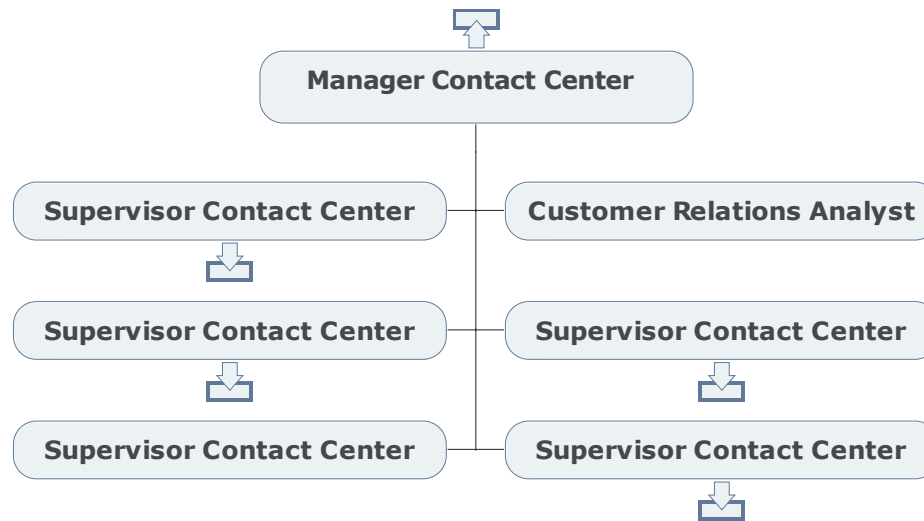 Manager Contact Center
Supervisor Contact Center
Customer Relations Analyst
Supervisor Contact Center
Supervisor Contact Center
Supervisor Contact Center
Supervisor Contact Center